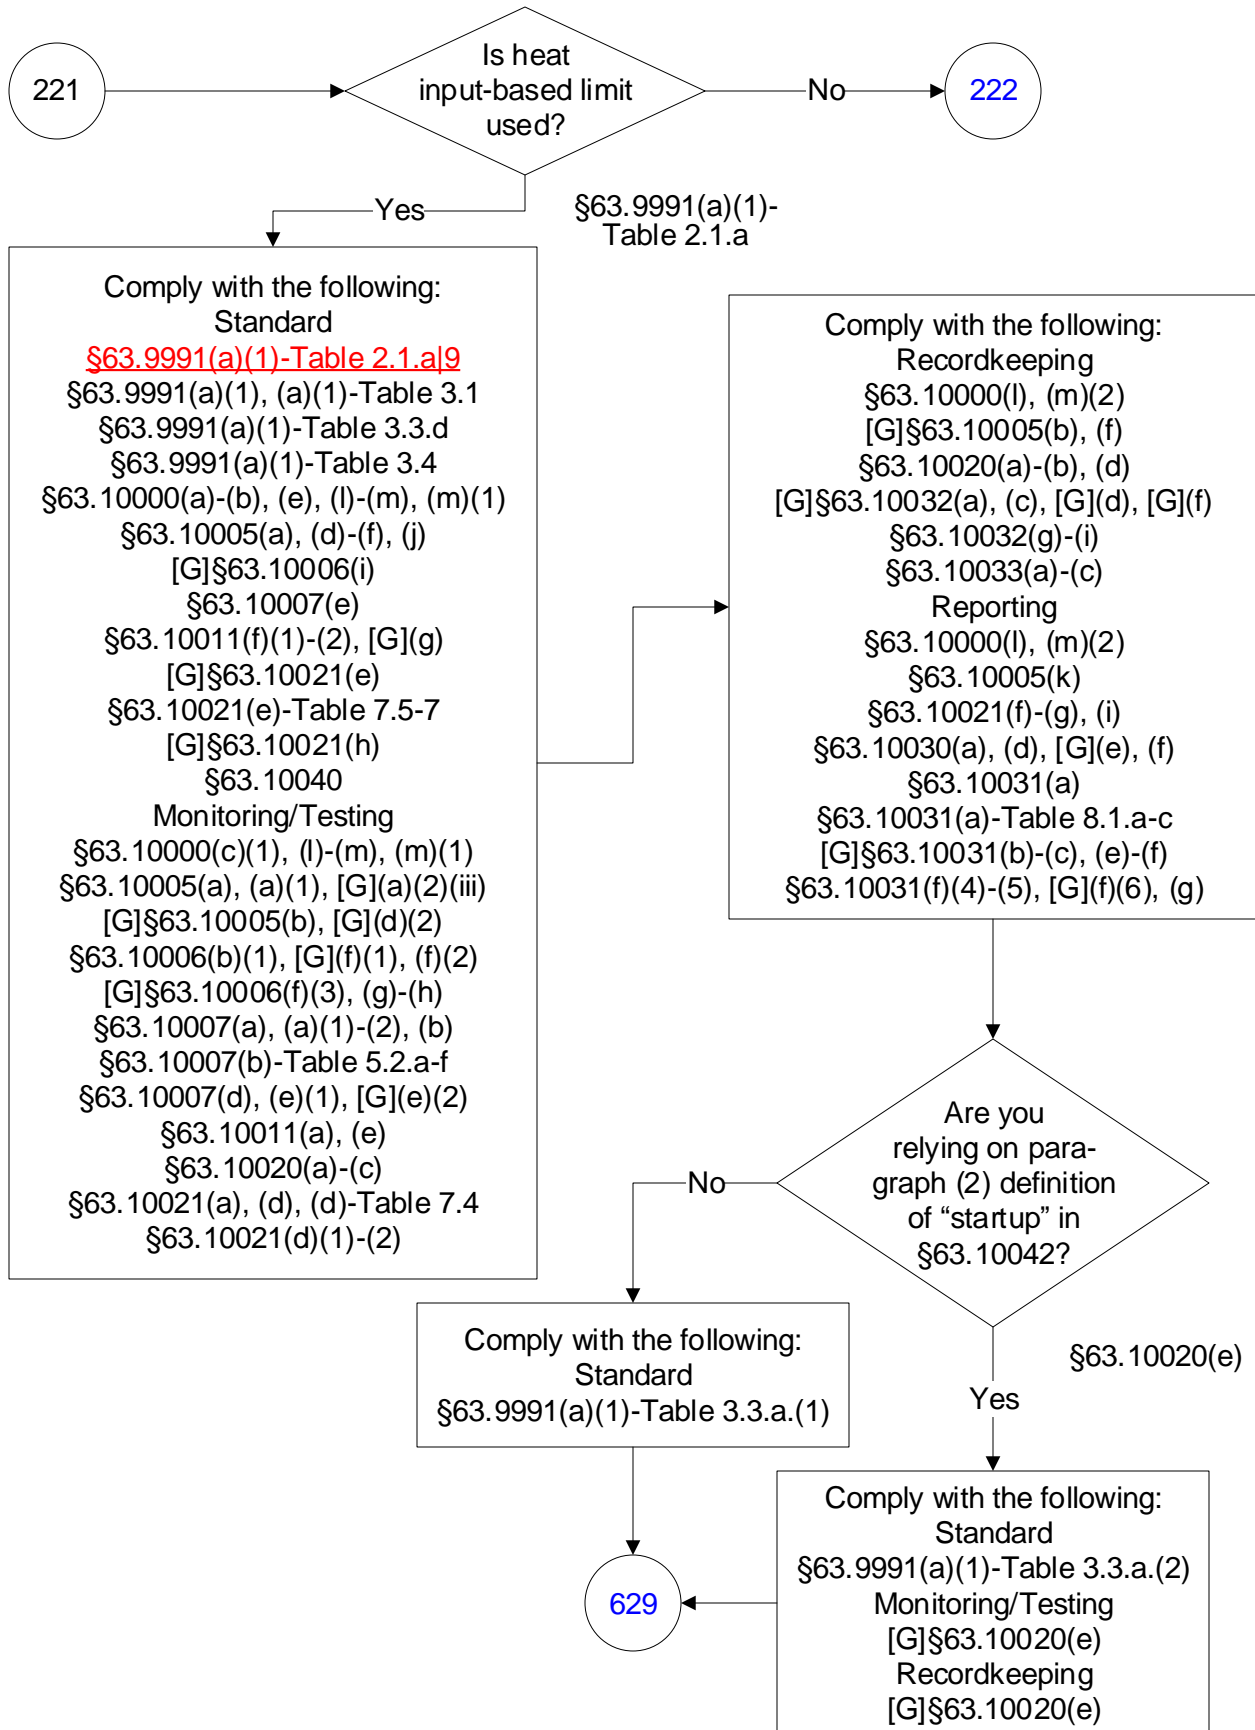 221
Is heat
input-based limit
used?
No
222
Yes
§63.9991(a)(1)-
Table 2.1.a
Comply with the following:
Standard
§63.9991(a)(1)-Table 2.1.a|9
§63.9991(a)(1), (a)(1)-Table 3.1
§63.9991(a)(1)-Table 3.3.d
§63.9991(a)(1)-Table 3.4
§63.10000(a)-(b), (e), (l)-(m), (m)(1)
§63.10005(a), (d)-(f), (j)
[G]§63.10006(i)
§63.10007(e)
§63.10011(f)(1)-(2), [G](g)
[G]§63.10021(e)
§63.10021(e)-Table 7.5-7
[G]§63.10021(h)
§63.10040
Monitoring/Testing
§63.10000(c)(1), (l)-(m), (m)(1)
§63.10005(a), (a)(1), [G](a)(2)(iii)
[G]§63.10005(b), [G](d)(2)
§63.10006(b)(1), [G](f)(1), (f)(2)
[G]§63.10006(f)(3), (g)-(h)
§63.10007(a), (a)(1)-(2), (b)
§63.10007(b)-Table 5.2.a-f
§63.10007(d), (e)(1), [G](e)(2)
§63.10011(a), (e)
§63.10020(a)-(c)
§63.10021(a), (d), (d)-Table 7.4
§63.10021(d)(1)-(2)
Comply with the following:
Recordkeeping
§63.10000(l), (m)(2)
[G]§63.10005(b), (f)
§63.10020(a)-(b), (d)
[G]§63.10032(a), (c), [G](d), [G](f)
§63.10032(g)-(i)
§63.10033(a)-(c)
Reporting
§63.10000(l), (m)(2)
§63.10005(k)
§63.10021(f)-(g), (i)
§63.10030(a), (d), [G](e), (f)
§63.10031(a)
§63.10031(a)-Table 8.1.a-c
[G]§63.10031(b)-(c), (e)-(f)
§63.10031(f)(4)-(5), [G](f)(6), (g)
Are you
relying on para-
graph (2) definition
of “startup” in
§63.10042?
No
Comply with the following:
Standard
§63.9991(a)(1)-Table 3.3.a.(1)
§63.10020(e)
Yes
Comply with the following:
Standard
§63.9991(a)(1)-Table 3.3.a.(2)
Monitoring/Testing
[G]§63.10020(e)
Recordkeeping
[G]§63.10020(e)
629